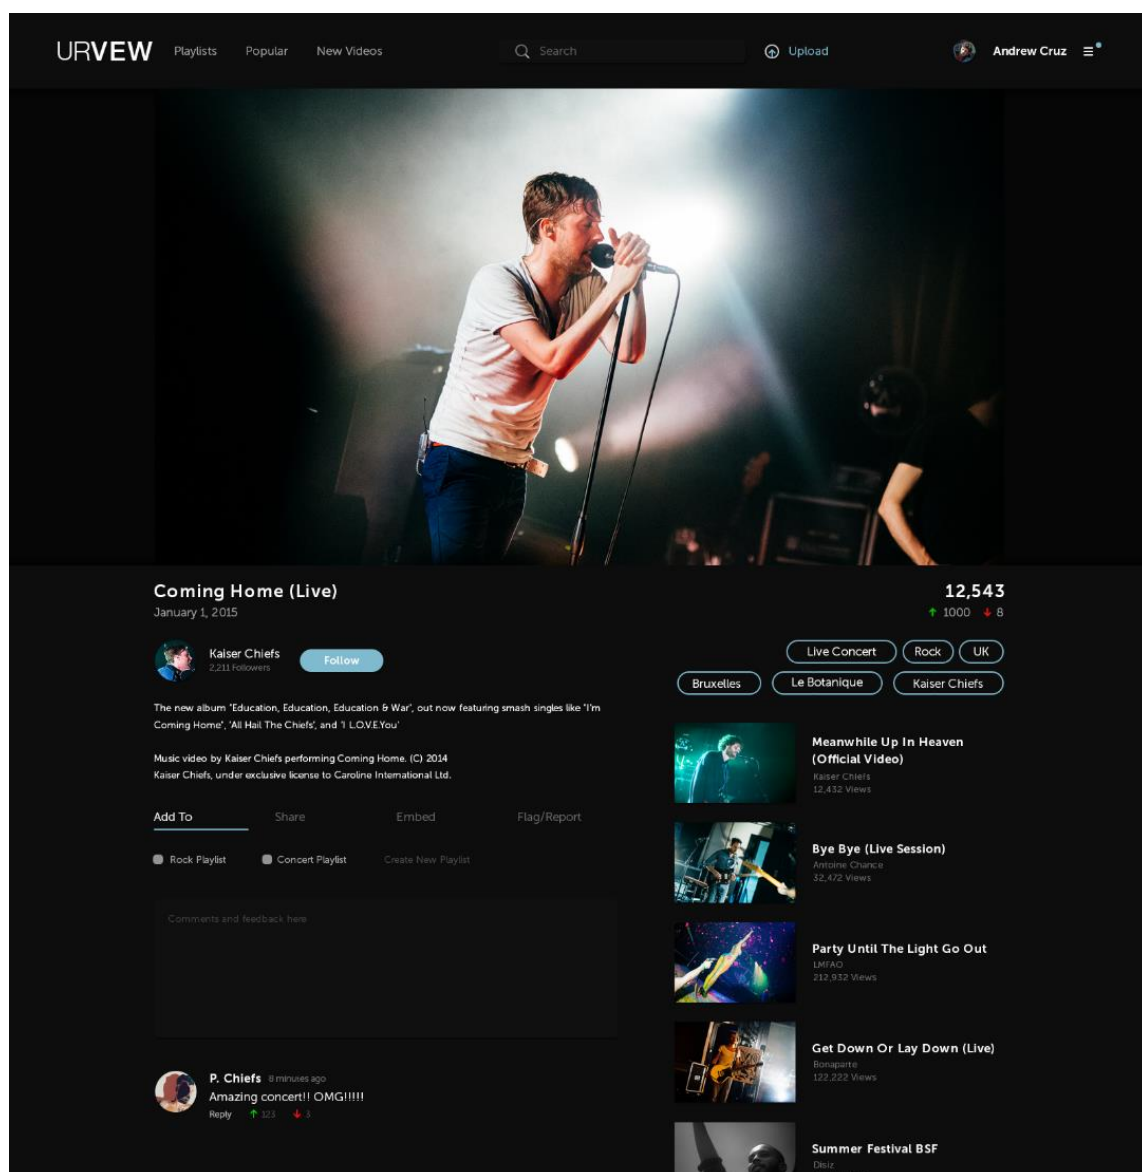 URVEW
Playlists
Popular
New Videos
Search
Upload
Andrew Cruz
Coming Home (Live)
January 1, 2015
12,543
1000
8
Kaiser Chiefs
2,211 Followers
Follow
Live Concert
Rock
UK
Bruxelles
Le Botanique
Kaiser Chiefs
The new album "Education, Education, Education & War", out now featuring smash singles like "I'm
Coming Home", 'All Hail The Chiefs', and 'I L.O.V.E.You'
Music video by Kaiser Chiefs performing Coming Home. (C) 2014
Kaiser Chiefs, under exclusive license to Caroline International Ltd.
Add To
Share
Embed
Flag/Report
Rock Playlist
Concert Playlist
Create New Playlist
Comments and feedback here
P. Chiefs 8 minutes ago
Amazing concert!! OMG!!!!!
Reply
123
3
Meanwhile Up In Heaven
(Official Video)
Kaiser Chiefs
12,432 Views
Bye Bye (Live Session)
Antoine Chance
32,472 Views
Party Until The Light Go Out
LMFAO
212,932 Views
Get Down Or Lay Down (Live)
Bonaparte
122,222 Views
Summer Festival BSF
Disiz